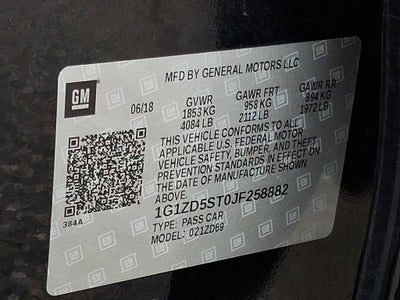 GM
MFD BY GENERAL MOTORS LLC
06/18 GVWR GAWR FRT GAWR RR
1853 KG 958 KG 894 KG
4084 LB 2112 LB 1972 LB
THIS VEHICLE CONFORMS TO ALL
APPLICABLE U.S. FEDERAL MOTOR
VEHICLE SAFETY, BUMPER, AND THEFT
PREVENTION STANDARDS IN EFFECT ON
THE DATE OF MANUFACTURE SHOWN
ABOVE.
1G1ZD5ST0JF258882
TYPE: PASS CAR
MODEL: 021ZD69
384A